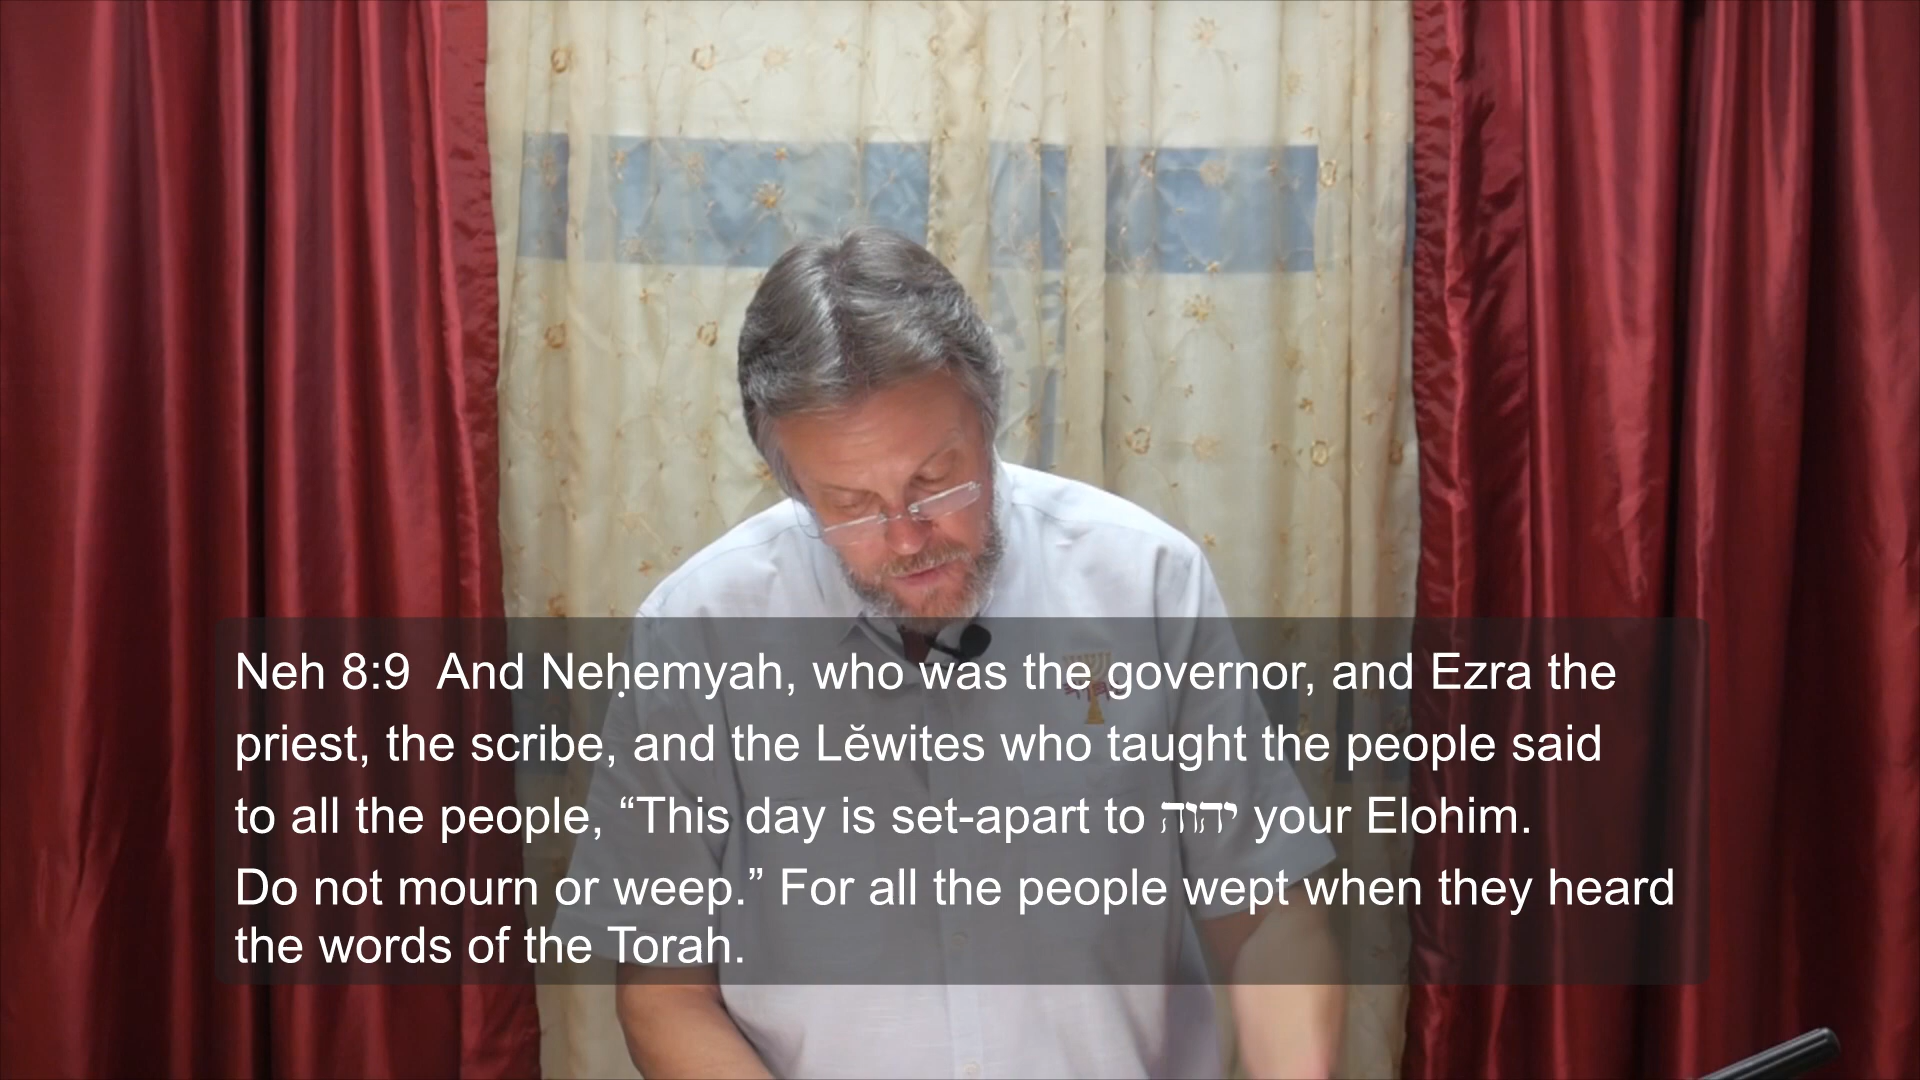 Neh 8:9  And Neḥemyah, who was the governor, and Ezra the
priest, the scribe, and the Lĕwites who taught the people said
to all the people, “This day is set-apart to יהוה your Elohim.
Do not mourn or weep.” For all the people wept when they heard
the words of the Torah.